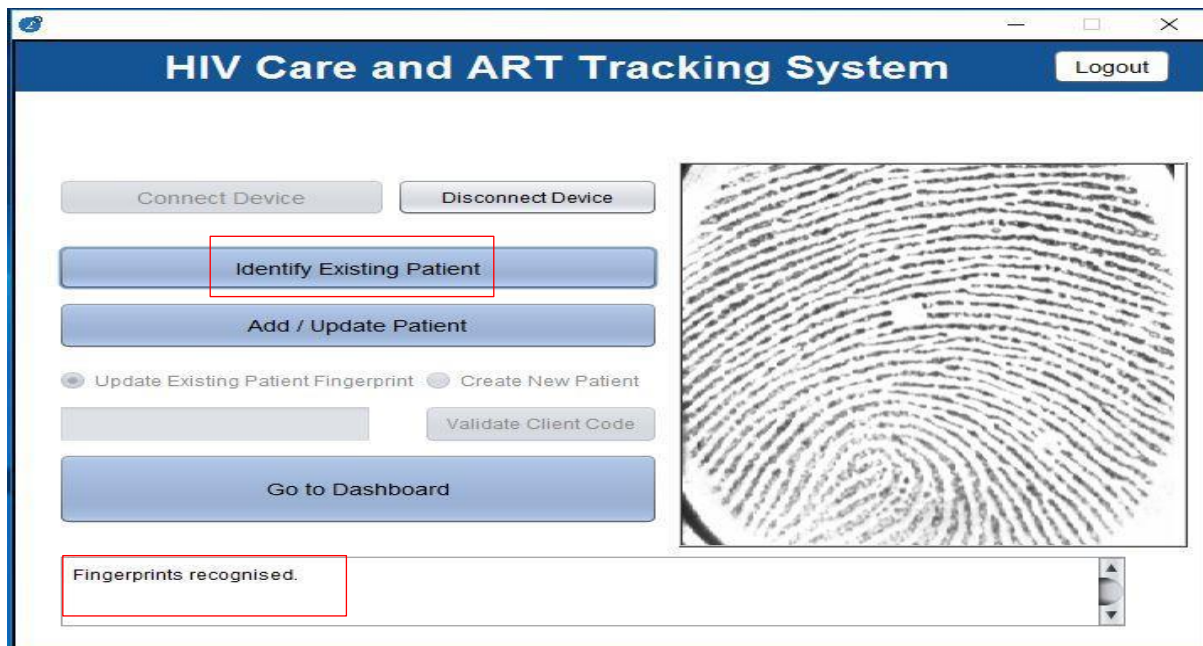 HIV Care and ART Tracking System
Logout
Connect Device
Disconnect Device
Identify Existing Patient
Add / Update Patient
Update Existing Patient Fingerprint
Create New Patient
Validate Client Code
Go to Dashboard
Fingerprints recognised.